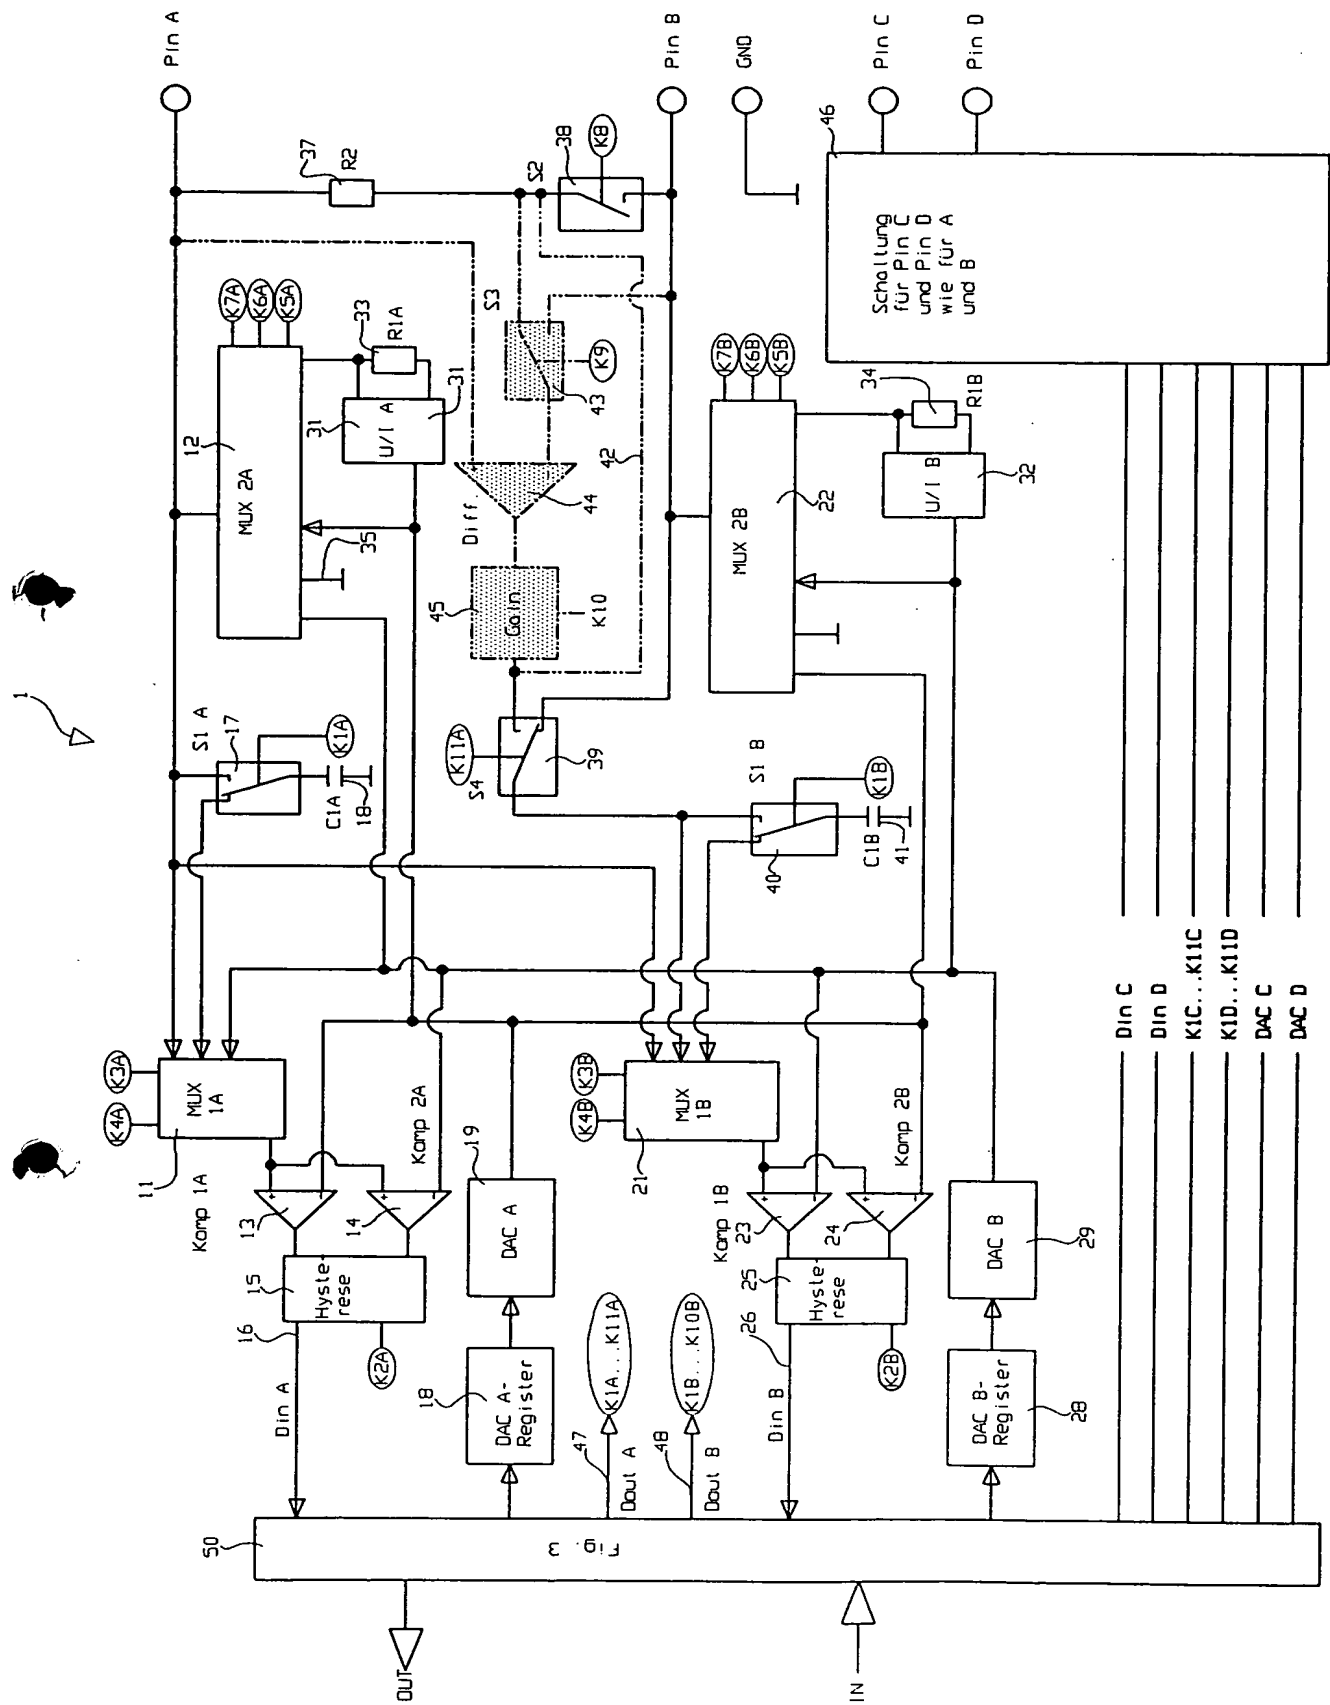 1
Pin A
Pin B
GND
Pin C
Pin D
46
Schaltung
für Pin C
und Pin D
wie für A
und B
37
R2
S2
38
K8
K7A
K6A
K5A
33
R1A
S3
K9
43
12
MUX 2A
31
U/I A
31
35
Diff
44
42
45
Gain
K10
K7B
K6B
K5B
34
R1B
MUX 2B
22
U/I B
32
S1 A
17
K1A
C1A
18
K11A
S4
39
S1 B
K1B
40
C1B
41
K4A
K3A
MUX
1A
11
Komp 1A
13
14
Komp 2A
15
Hyste-
rese
16
Din A
K2A
19
DAC A
18
DAC A-
Register
K4B
K3B
MUX
1B
21
Komp 1B
23
24
Komp 2B
25
Hyste-
rese
26
Din B
K2B
DAC B
29
DAC B-
Register
28
47
Dout A
K1A...K11A
48
Dout B
K1B...K10B
50
Fig. 3
OUT
IN
Din C
Din D
K1C...K11C
K1D...K11D
DAC C
DAC D